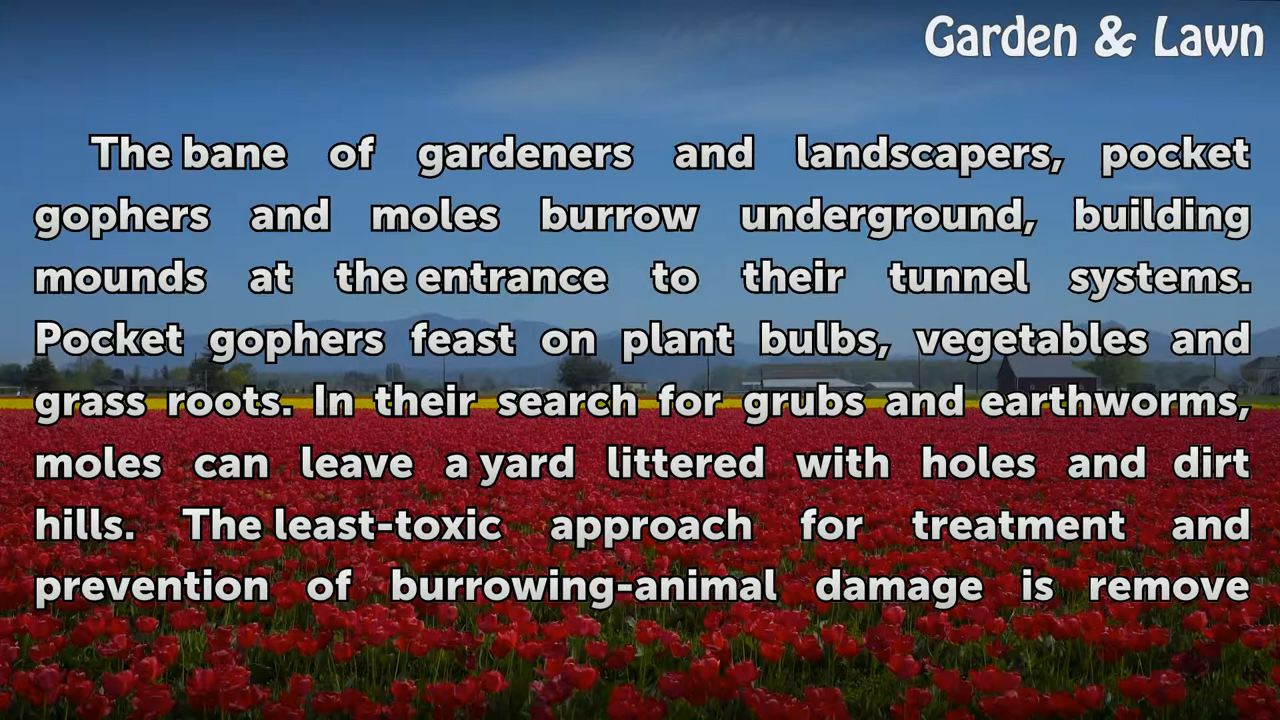 Garden & Lawn
The bane of gardeners and landscapers, pocket
gophers and moles burrow underground, building
mounds at the entrance to their tunnel systems.
Pocket gophers feast on plant bulbs, vegetables and
grass roots. In their search for grubs and earthworms,
moles can leave a yard littered with holes and dirt
hills. The least-toxic approach for treatment and
prevention of burrowing-animal damage is remove